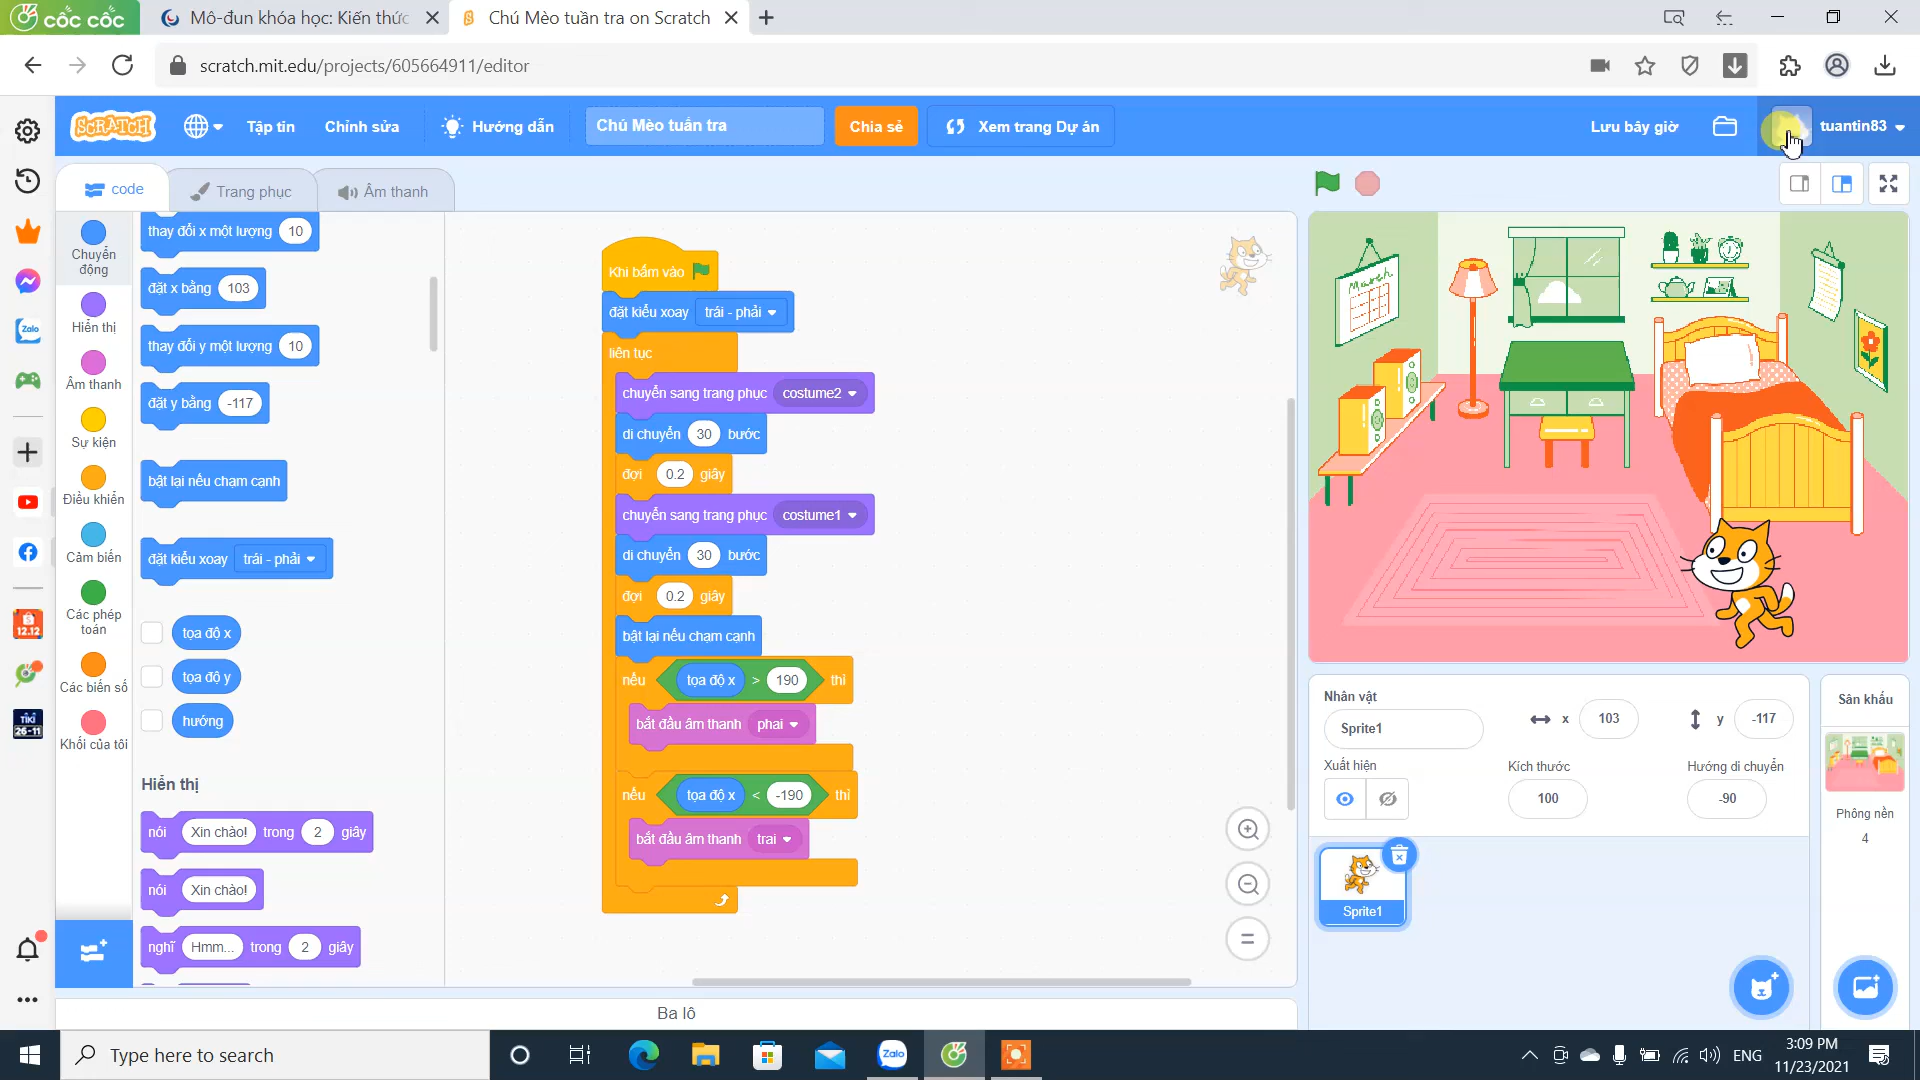 cốc cốc
Mô-đun khóa học: Kiến thức
Chú Mèo tuần tra on Scratch
scratch.mit.edu/projects/605664911/editor
SCRATCH
Tập tin
Chỉnh sửa
Hướng dẫn
Chú Mèo tuần tra
Chia sẻ
Xem trang Dự án
Lưu bây giờ
tuantin83
code
Trang phục
Âm thanh
Chuyển động
Hiển thị
Âm thanh
Sự kiện
Điều khiển
Cảm biến
Các phép toán
Các biến số
Khối của tôi
thay đổi x một lượng 10
đặt x bằng 103
thay đổi y một lượng 10
đặt y bằng -117
bật lại nếu chạm cạnh
đặt kiểu xoay trái - phải
tọa độ x
tọa độ y
hướng
Hiển thị
nói Xin chào! trong 2 giây
nói Xin chào!
nghĩ Hmm... trong 2 giây
Khi bấm vào
đặt kiểu xoay trái - phải
liên tục
chuyển sang trang phục costume2
di chuyển 30 bước
đợi 0.2 giây
chuyển sang trang phục costume1
di chuyển 30 bước
đợi 0.2 giây
bật lại nếu chạm cạnh
nếu tọa độ x > 190 thì
bắt đầu âm thanh phai
nếu tọa độ x < -190 thì
bắt đầu âm thanh trai
Ba lô
March
Nhân vật
Sprite1
x 103
y -117
Xuất hiện
Kích thước
100
Hướng di chuyển
-90
Sprite1
Sân khấu
Phông nền
4
Zalo
12.12
TIKI
26-11
Type here to search
Zalo
ENG
3:09 PM
11/23/2021